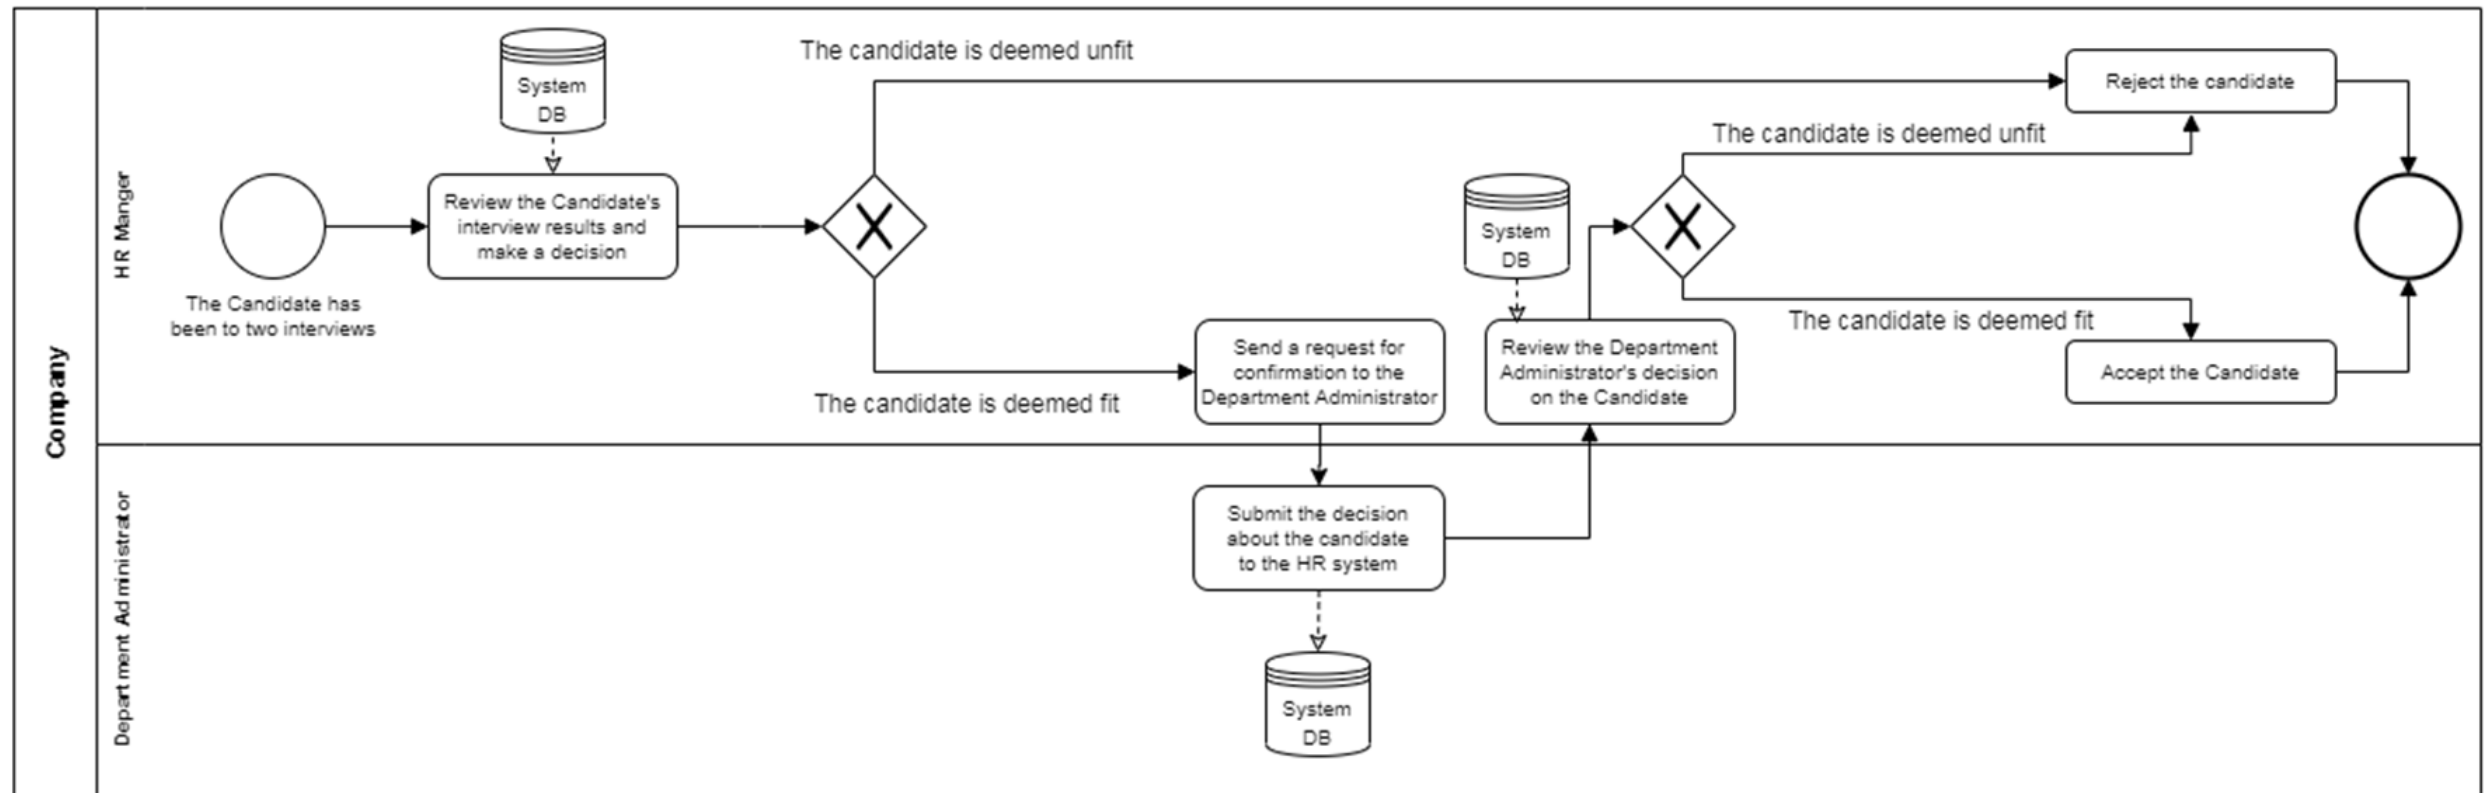 Company
HR Manger
Department Administrator
The Candidate has
been to two interviews
System
DB
Review the Candidate's
interview results and
make a decision
The candidate is deemed unfit
The candidate is deemed fit
Send a request for
confirmation to the
Department Administrator
Submit the decision
about the candidate
to the HR system
System
DB
System
DB
Review the Department
Administrator's decision
on the Candidate
The candidate is deemed unfit
The candidate is deemed fit
Reject the candidate
Accept the Candidate